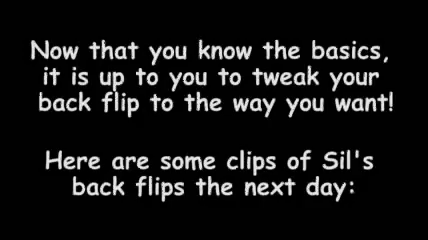 Now that you know the basics,
it is up to you to tweak your
back flip to the way you want!
Here are some clips of Sil's
back flips the next day: